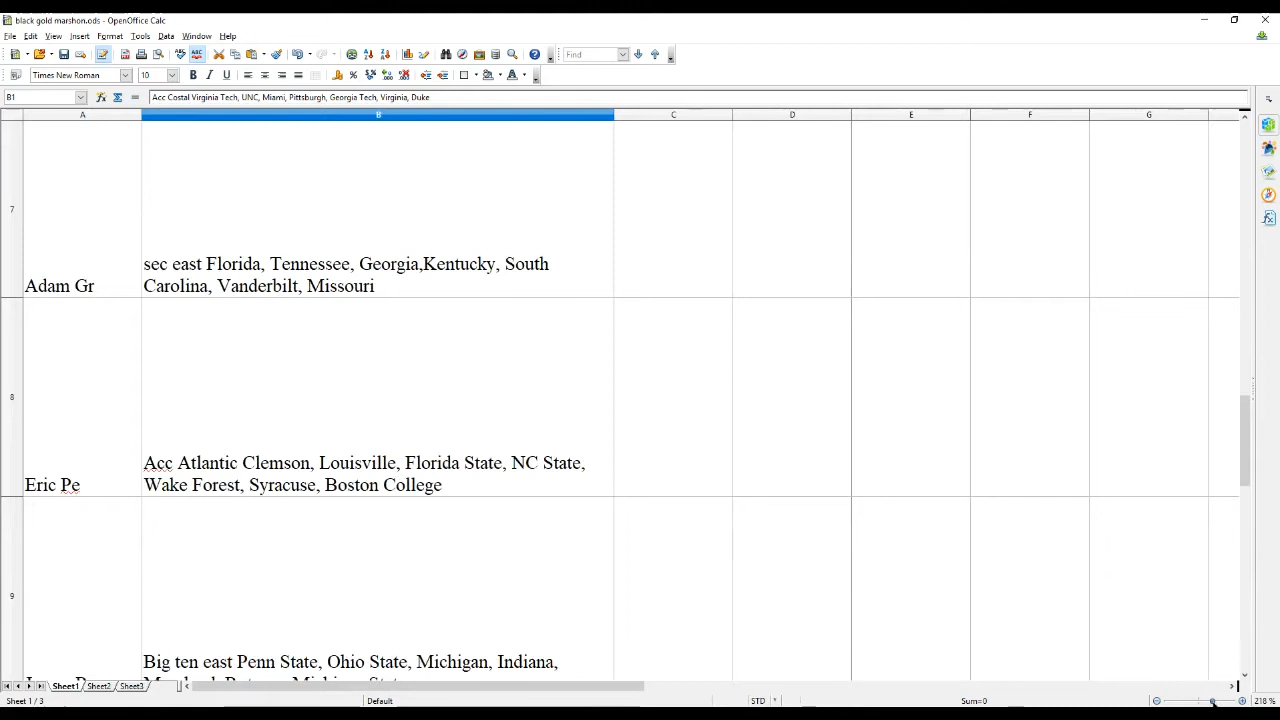 black gold marshon.ods - OpenOffice Calc
File Edit View Insert Format Tools Data Window Help
Find
Times New Roman 10
B1 Acc Costal Virginia Tech, UNC, Miami, Pittsburgh, Georgia Tech, Virginia, Duke
A B C D E F G
7
sec east Florida, Tennessee, Georgia,Kentucky, South
Adam Gr Carolina, Vanderbilt, Missouri
8
Acc Atlantic Clemson, Louisville, Florida State, NC State,
Eric Pe Wake Forest, Syracuse, Boston College
9
Big ten east Penn State, Ohio State, Michigan, Indiana,
Sheet1 Sheet2 Sheet3
Sheet 1 / 3 Default STD * Sum=0 218 %